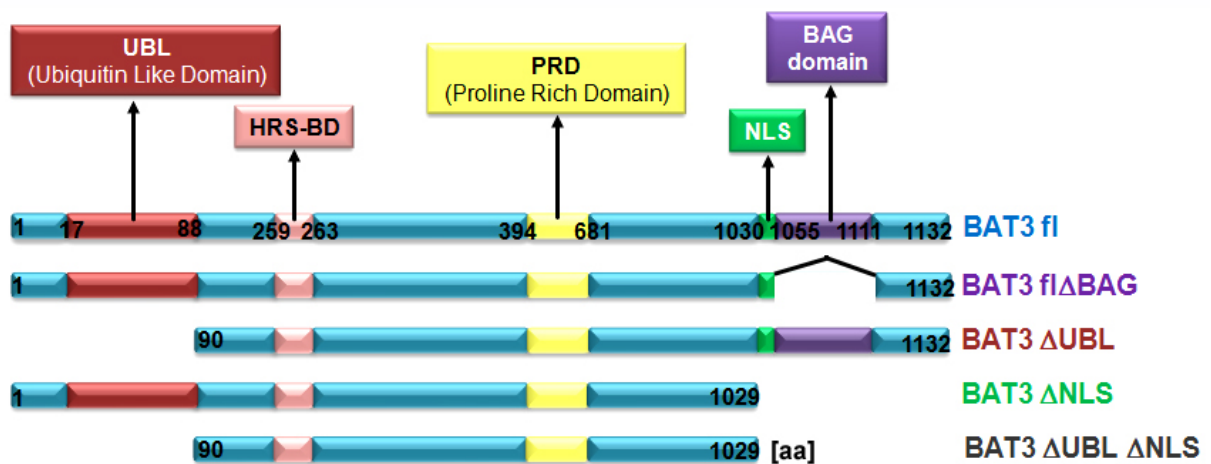 UBL
(Ubiquitin Like Domain)
HRS-BD
PRD
(Proline Rich Domain)
NLS
BAG
domain
1 17 88 259 263 394 681 1030 1055 1111 1132 BAT3 fl
1 1132 BAT3 flΔBAG
90 1132 BAT3 ΔUBL
1 1029 BAT3 ΔNLS
90 1029 [aa] BAT3 ΔUBL ΔNLS